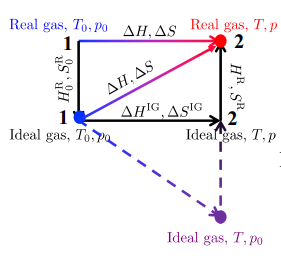 Real gas, T₀, p₀
Real gas, T, p
1
ΔH, ΔS
2
H₀ᴿ, S₀ᴿ
ΔH, ΔS
Hᴿ, Sᴿ
ΔHᴵᴳ, ΔSᴵᴳ
1
2
Ideal gas, T₀, p₀
Ideal gas, T, p
Ideal gas, T, p₀